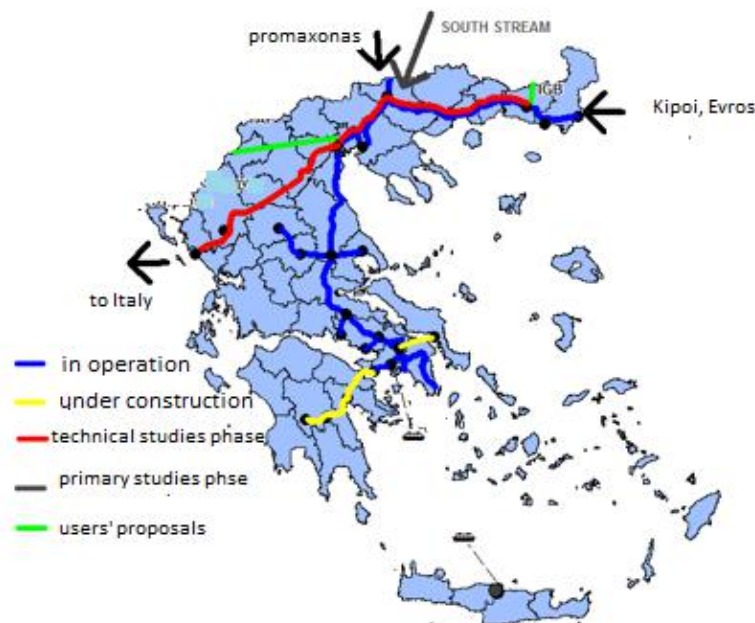 promaxonas
SOUTH STREAM
IGB
Kipoi, Evros
to Italy
in operation
under construction
technical studies phase
primary studies phse
users' proposals